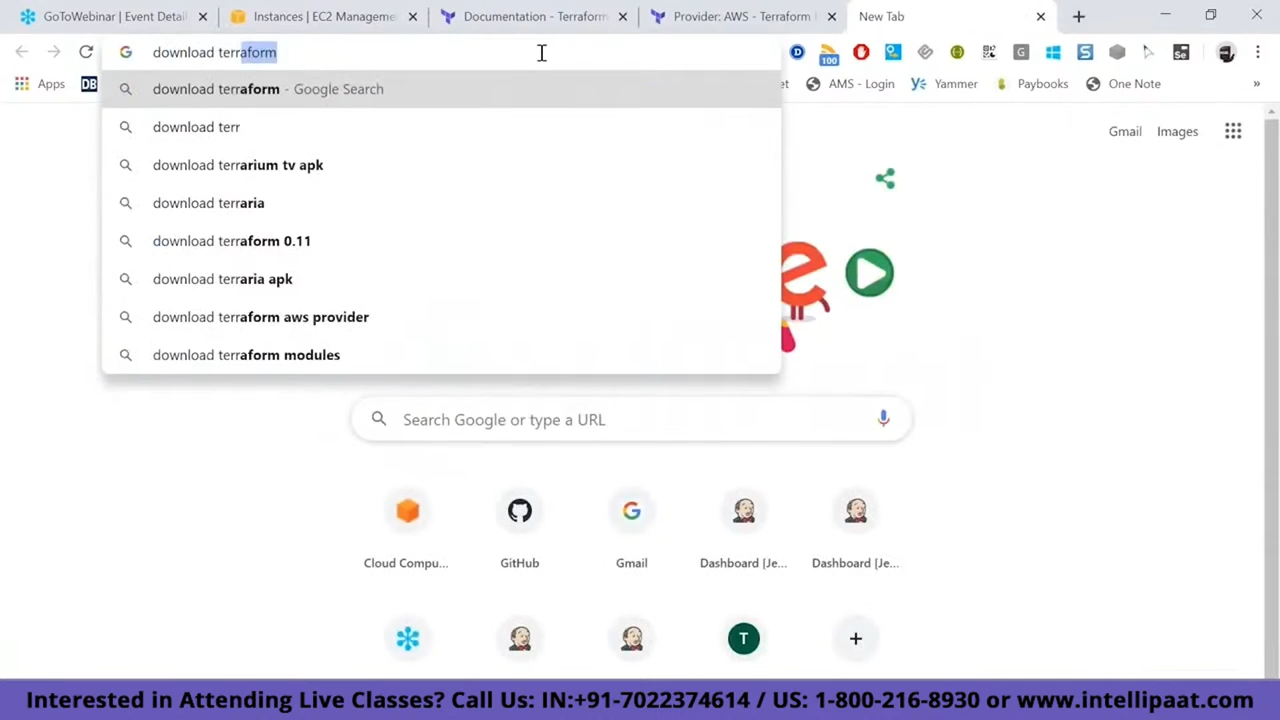 GoToWebinar | Event Detail
Instances | EC2 Manageme
Documentation - Terraform
Provider: AWS - Terraform
New Tab
download terraform
100
Apps
DB
et
AMS - Login
Yammer
Paybooks
One Note
»
download terraform - Google Search
download terr
download terrarium tv apk
download terraria
download terraform 0.11
download terraria apk
download terraform aws provider
download terraform modules
Gmail
Images
Search Google or type a URL
Cloud Compu...
GitHub
Gmail
Dashboard [Je...
Dashboard [Je...
T
Interested in Attending Live Classes? Call Us: IN:+91-7022374614 / US: 1-800-216-8930 or www.intellipaat.com